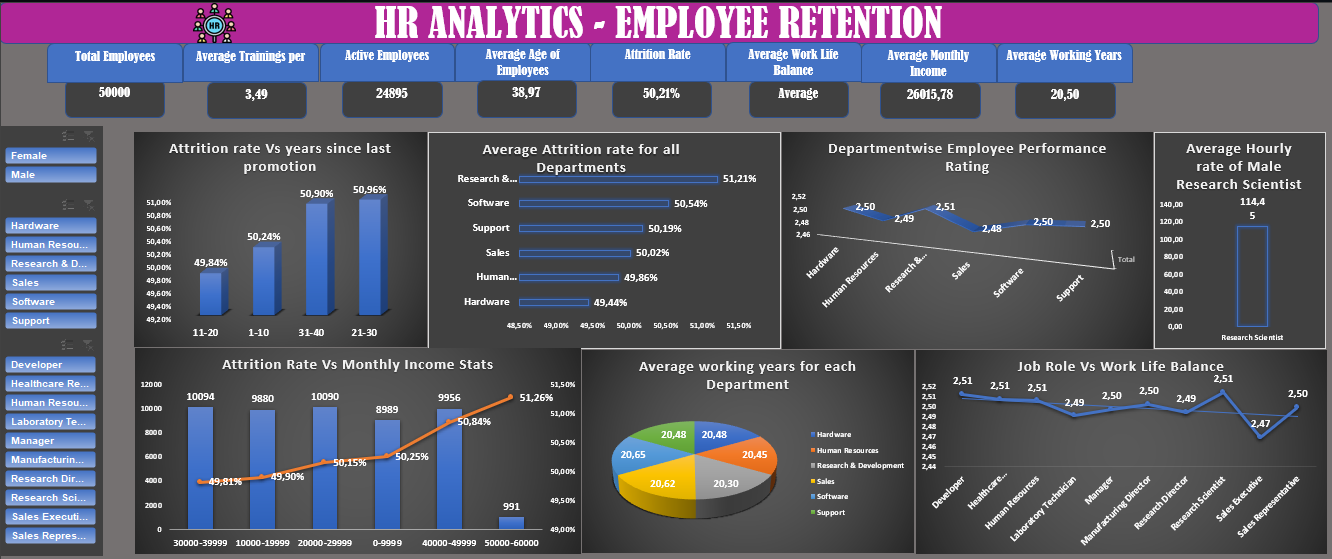 HR ANALYTICS - EMPLOYEE RETENTION
HR
Total Employees
50000
Average Trainings per
3,49
Active Employees
24895
Average Age of
Employees
38,97
Attrition Rate
50,21%
Average Work Life
Balance
Average
Average Monthly
Income
26015,78
Average Working Years
20,50
Female
Male
Hardware
Human Resou...
Research & D...
Sales
Software
Support
Developer
Healthcare Re...
Human Resou...
Laboratory Te...
Manager
Manufacturin...
Research Dir...
Research Sci...
Sales Executi...
Sales Repres...
Attrition rate Vs years since last
promotion
51,00%
50,80%
50,60%
50,40%
50,20%
50,00%
49,80%
49,60%
49,40%
49,20%
49,84%
50,24%
50,90%
50,96%
11-20
1-10
31-40
21-30
Average Attrition rate for all
Departments
Research &...
51,21%
Software
50,54%
Support
50,19%
Sales
50,02%
Human...
49,86%
Hardware
49,44%
48,50%
49,00%
49,50%
50,00%
50,50%
51,00%
51,50%
Departmentwise Employee Performance
Rating
2,52
2,50
2,48
2,46
2,50
2,49
2,51
2,48
2,50
2,50
Total
Hardware
Human Resources
Research &...
Sales
Software
Support
Average Hourly
rate of Male
Research Scientist
114,4
5
140,00
120,00
100,00
80,00
60,00
40,00
20,00
0,00
Research Scientist
Attrition Rate Vs Monthly Income Stats
12000
10000
8000
6000
4000
2000
0
10094
9880
10090
8989
9956
991
49,81%
49,90%
50,15%
50,25%
50,84%
51,26%
51,50%
51,00%
50,50%
50,00%
49,50%
49,00%
30000-39999
10000-19999
20000-29999
0-9999
40000-49999
50000-60000
Average working years for each
Department
20,48
20,48
20,65
20,45
20,62
20,30
Hardware
Human Resources
Research & Development
Sales
Software
Support
Job Role Vs Work Life Balance
2,52
2,51
2,50
2,49
2,48
2,47
2,46
2,45
2,44
2,51
2,51
2,51
2,49
2,50
2,50
2,49
2,51
2,47
2,50
Developer
Healthcare...
Human Resources
Laboratory Technician
Manager
Manufacturing Director
Research Director
Research Scientist
Sales Executive
Sales Representative